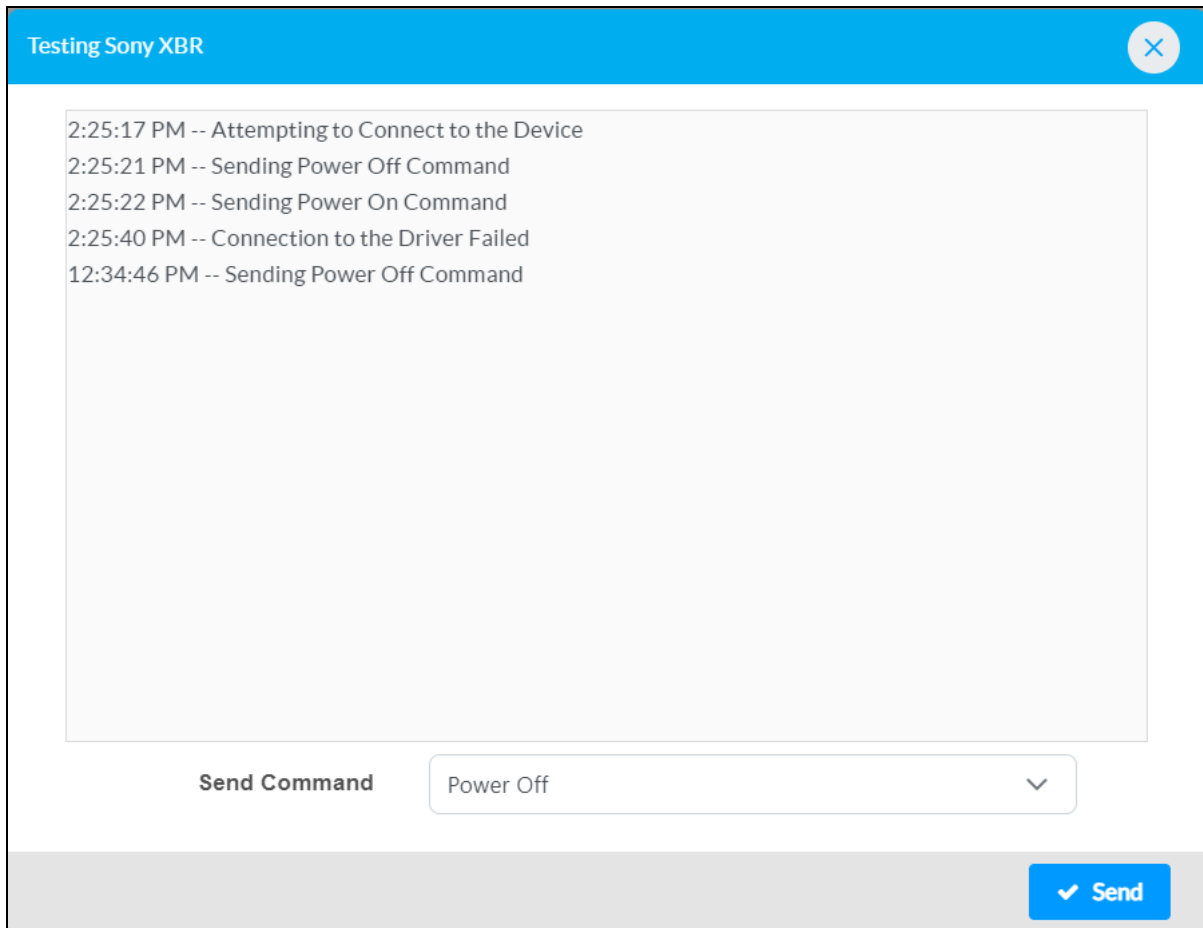 Testing Sony XBR
2:25:17 PM -- Attempting to Connect to the Device
2:25:21 PM -- Sending Power Off Command
2:25:22 PM -- Sending Power On Command
2:25:40 PM -- Connection to the Driver Failed
12:34:46 PM -- Sending Power Off Command
Send Command
Power Off
Send